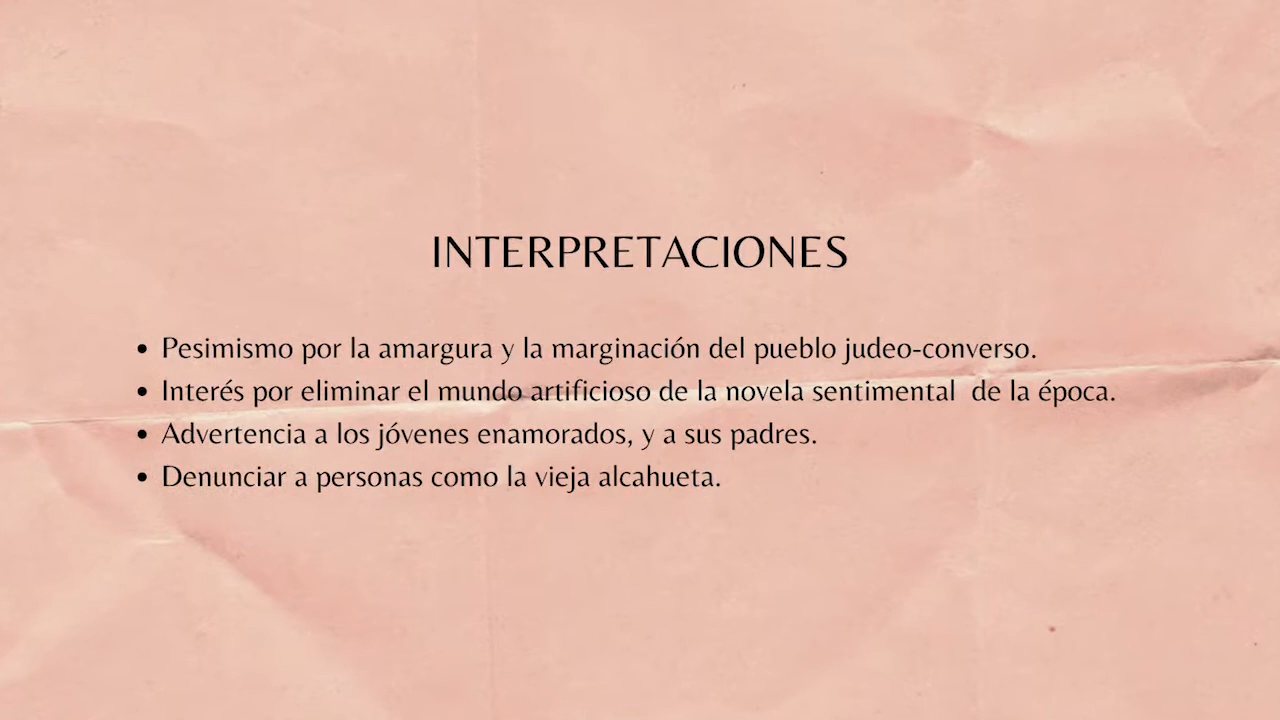 INTERPRETACIONES
• Pesimismo por la amargura y la marginación del pueblo judeo-converso.
• Interés por eliminar el mundo artificioso de la novela sentimental  de la época.
• Advertencia a los jóvenes enamorados, y a sus padres.
• Denunciar a personas como la vieja alcahueta.